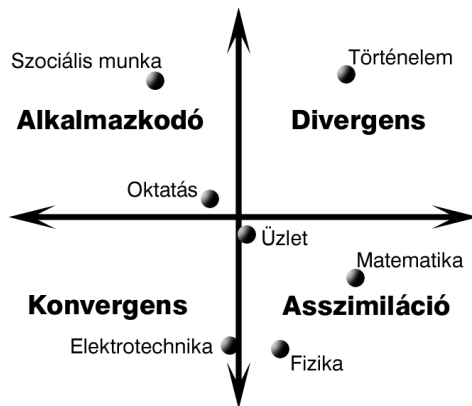 Szociális munka
Történelem
Alkalmazkodó
Divergens
Oktatás
Üzlet
Matematika
Konvergens
Asszimiláció
Elektrotechnika
Fizika